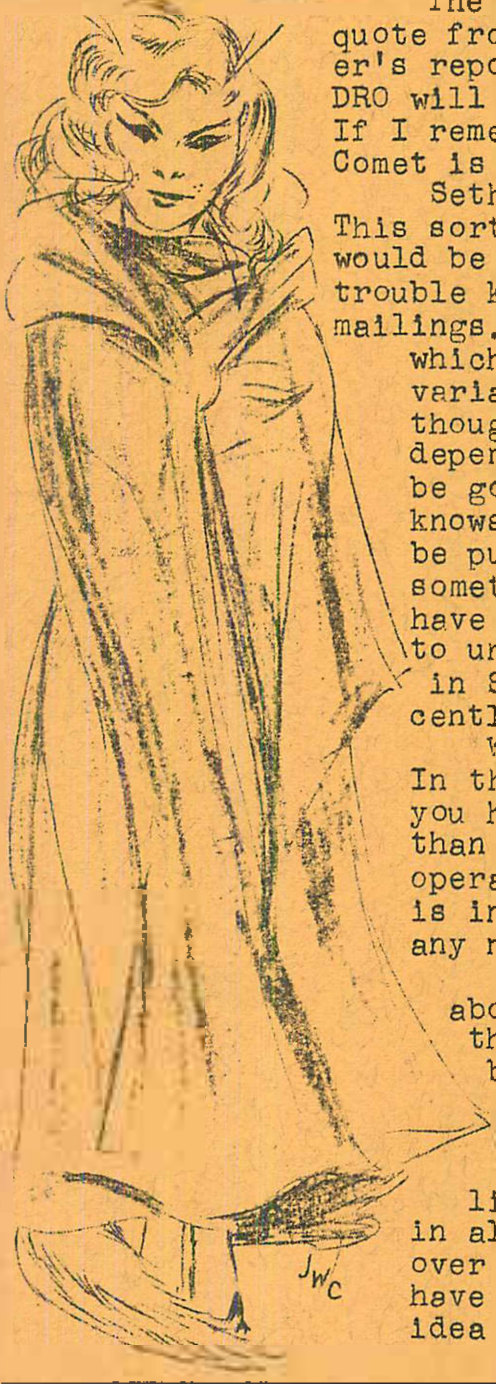 The
quote fro
er's repo
DRO will
If I reme
Comet is
Seth
This sort
would be
trouble k
mailings.
which
varia
thoug
depen
be go
knows
be pu
somet
have
to un
in S
centl
w
In th
you h
than
opera
is in
any n
abo
th
b
li
in al
over
have
idea
JWC